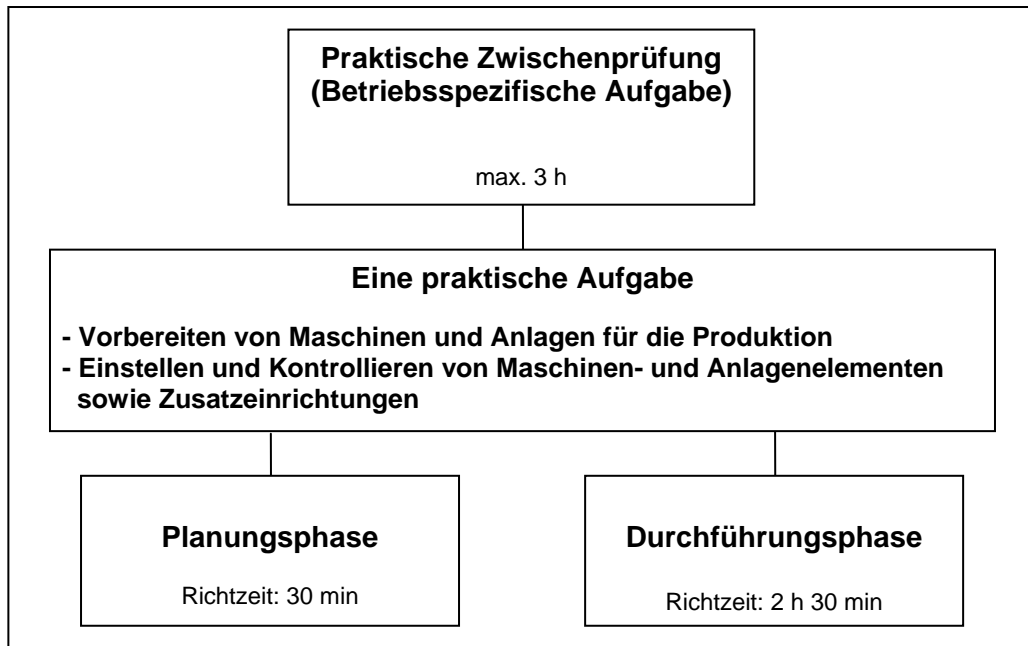 Praktische Zwischenprüfung
(Betriebsspezifische Aufgabe)
max. 3 h
Eine praktische Aufgabe
- Vorbereiten von Maschinen und Anlagen für die Produktion
- Einstellen und Kontrollieren von Maschinen- und Anlagenelementen
sowie Zusatzeinrichtungen
Planungsphase
Richtzeit: 30 min
Durchführungsphase
Richtzeit: 2 h 30 min